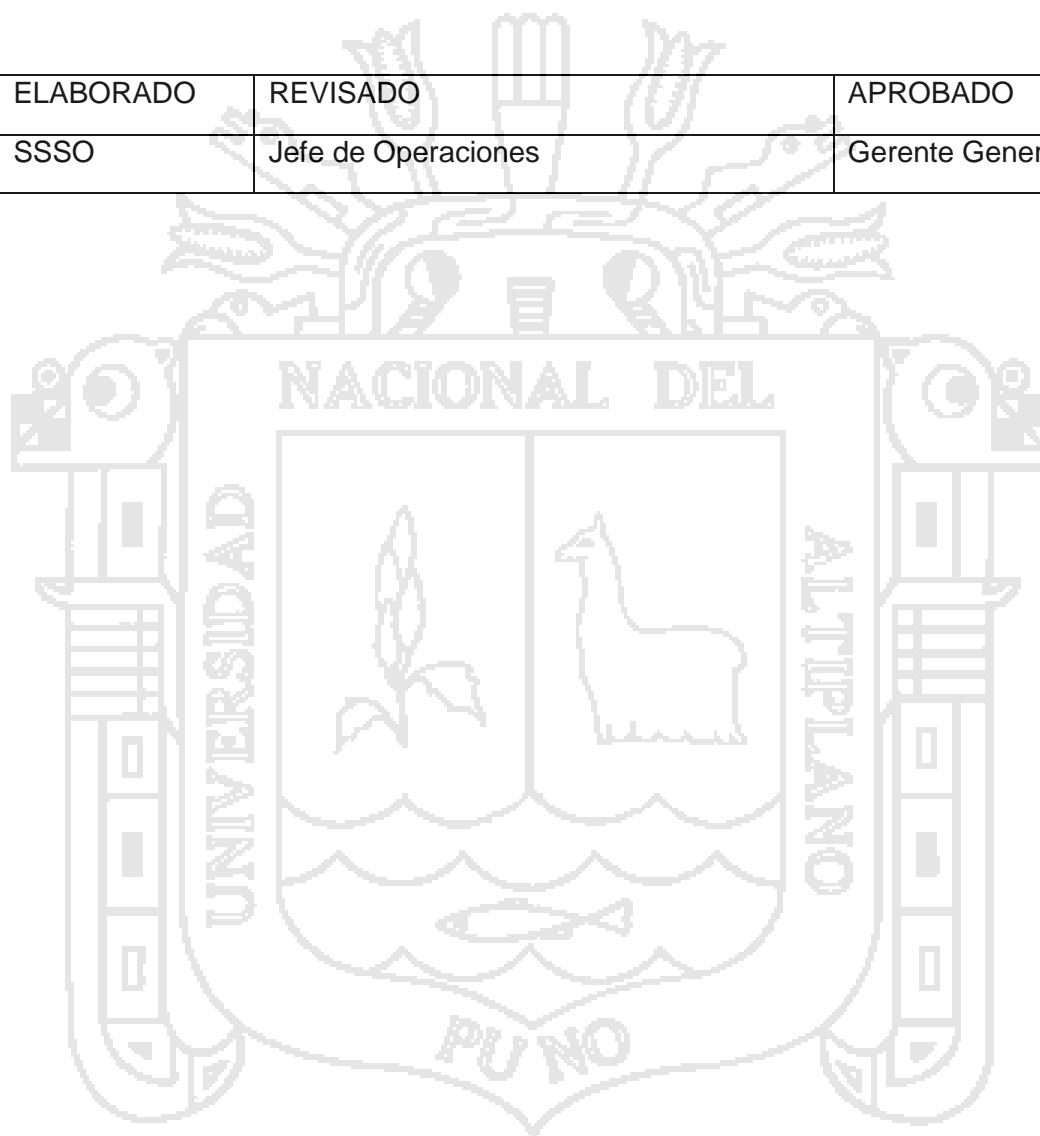 ELABORADO REVISADO APROBADO
SSSO Jefe de Operaciones Gerente Gener
NACIONAL DEL
UNIVERSIDAD
ALTIPLANO
PUNO